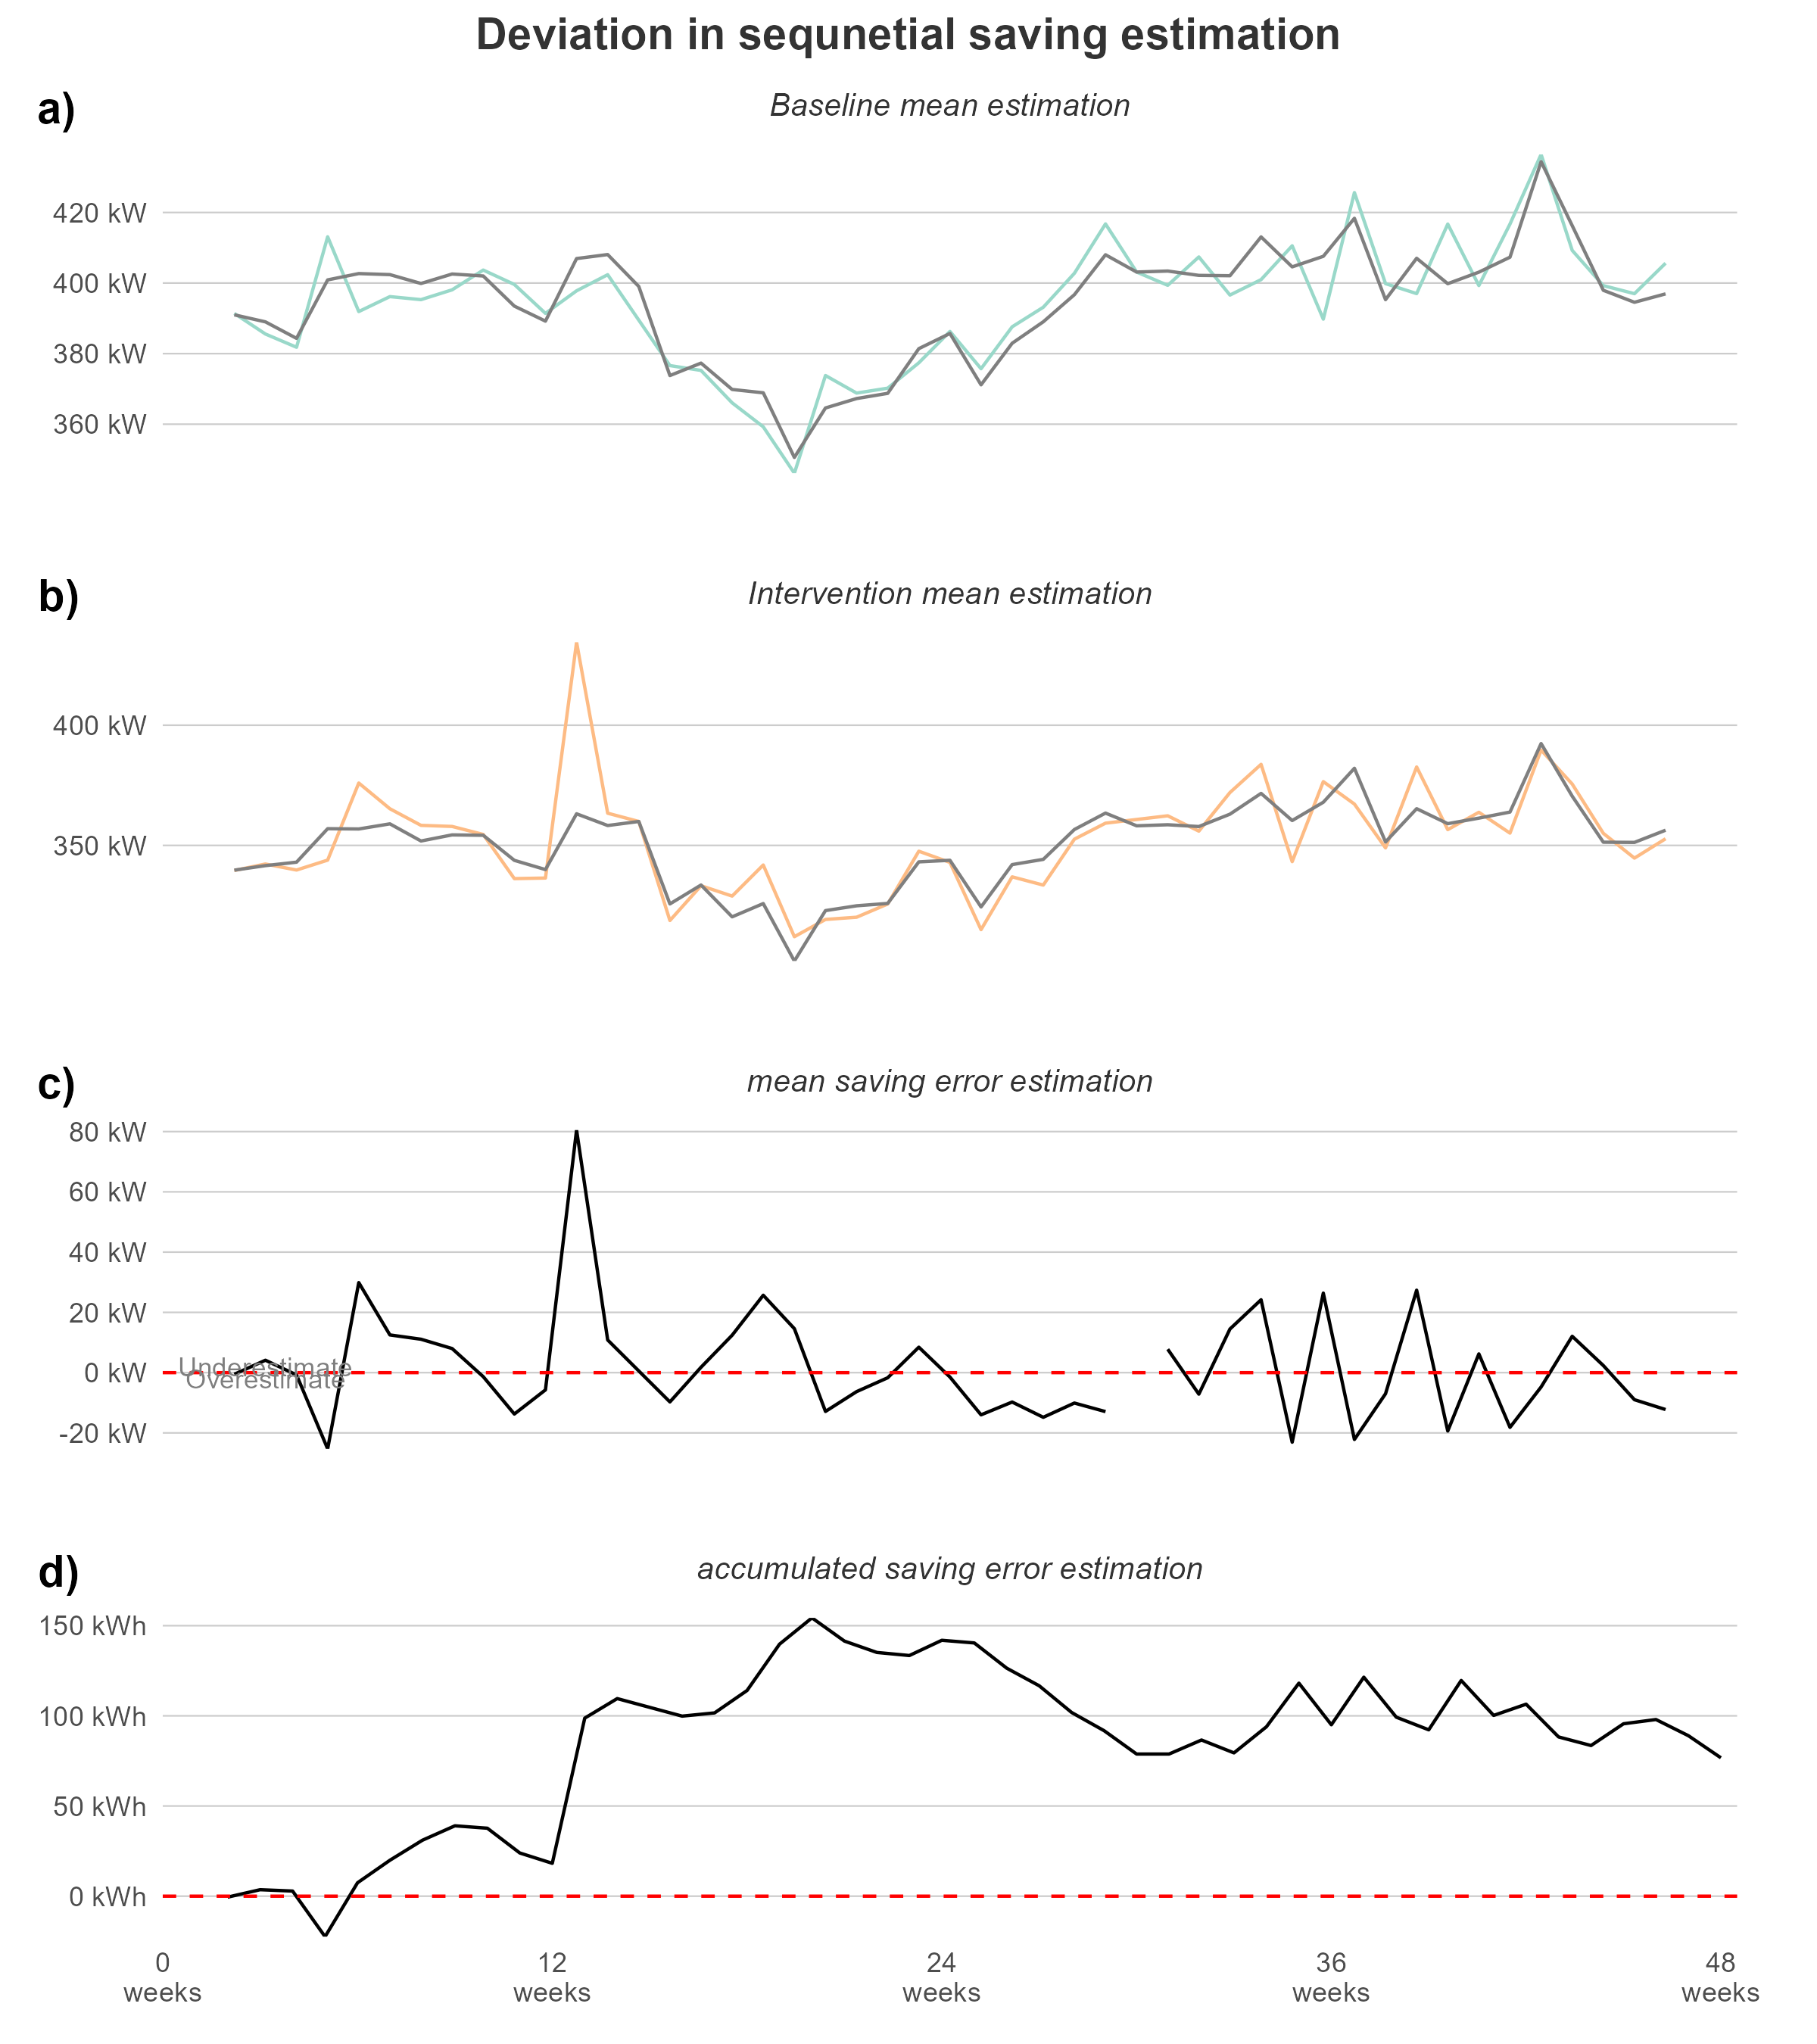 Deviation in sequnetial saving estimation
a)
Baseline mean estimation
420 kW
400 kW
380 kW
360 kW
b)
Intervention mean estimation
400 kW
350 kW
c)
mean saving error estimation
80 kW
60 kW
40 kW
20 kW
0 kW
-20 kW
Underestimate
Overestimate
d)
accumulated saving error estimation
150 kWh
100 kWh
50 kWh
0 kWh
0
weeks
12
weeks
24
weeks
36
weeks
48
weeks